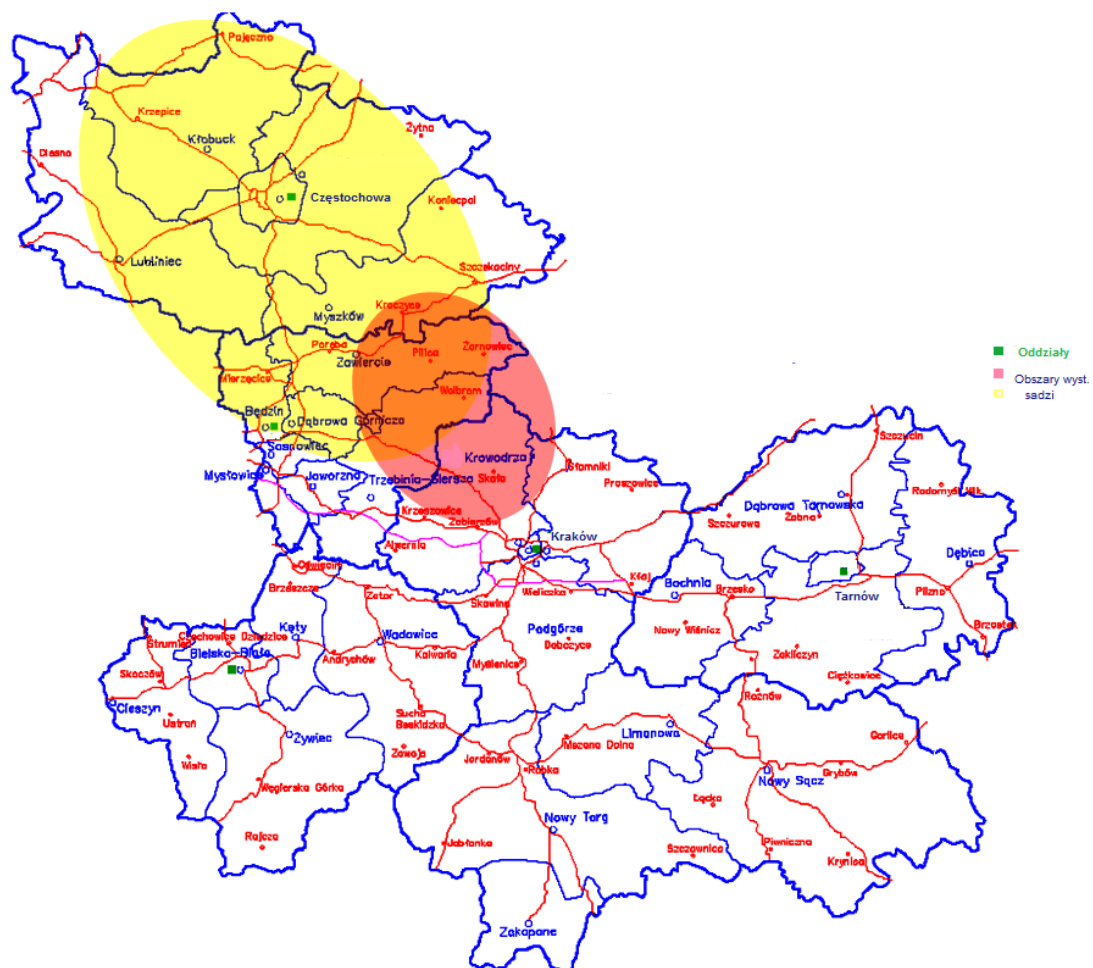 Pajęczno
Krzepice
Żytno
Kłobuck
Olesno
Częstochowa
Koniecpol
Lubliniec
Szczekociny
Myszków
Kroczyce
Poręba
Pilica
Żarnowiec
Zawiercie
Mierzęcice
Wolbrom
Będzin
Dąbrowa Górnicza
Sosnowiec
Krowodrza
Słomniki
Mysłowice
Jaworzno
Trzebinia-Siersza
Skała
Proszowice
Krzeszowice
Zabierzów
Kraków
Alwernia
Oddziały
Obszary wyst.
sadzi
Szczucin
Radomyśl Wlk.
Dąbrowa Tarnowska
Szczurowa
Żabno
Dębica
Oświęcim
Brzeszcze
Zator
Skawina
Wieliczka
Kłaj
Bochnia
Brzesko
Tarnów
Pilzno
Brzostek
Kęty
Wadowice
Podgórze
Dobczyce
Nowy Wiśnicz
Strumień
Czechowice Dziedzice
Bielsko-Biała
Andrychów
Kalwaria
Myślenice
Zakliczyn
Skoczów
Ciężkowice
Cieszyn
Ustroń
Sucha
Beskidzka
Rożnów
Żywiec
Limanowa
Mszana Dolna
Gorlice
Wisła
Zawoja
Jordanów
Rabka
Grybów
Nowy Sącz
Węgierska Górka
Łącko
Nowy Targ
Rajcza
Jabłonka
Szczawnica
Piwniczna
Krynica
Zakopane